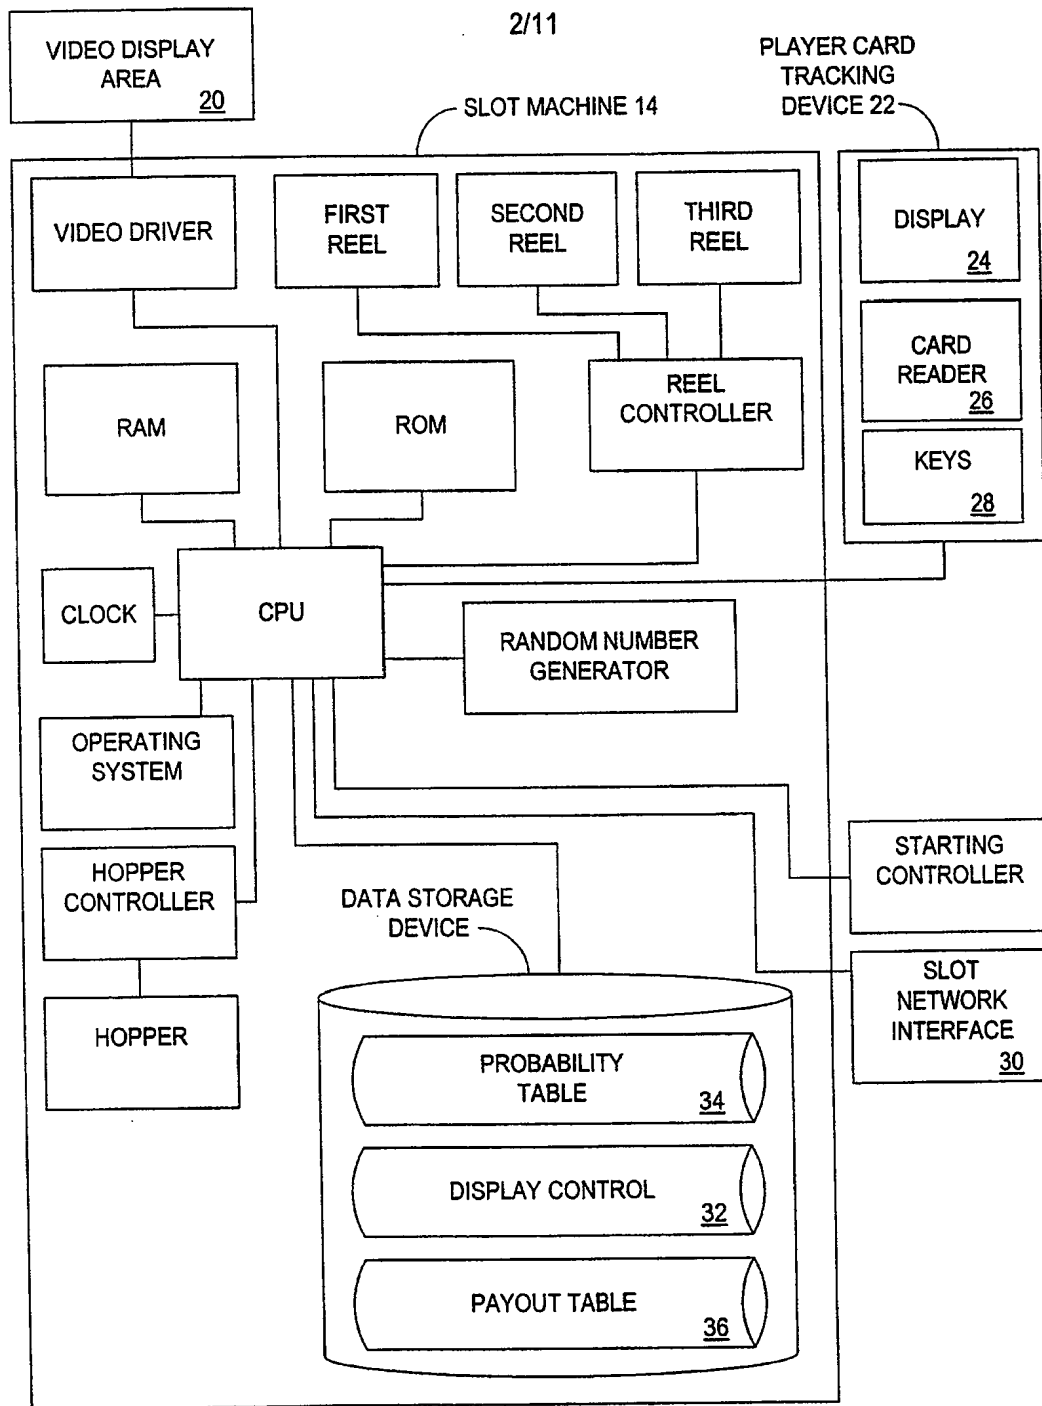 2/11
VIDEO DISPLAY
AREA
20
SLOT MACHINE 14
PLAYER CARD
TRACKING
DEVICE 22
VIDEO DRIVER
FIRST
REEL
SECOND
REEL
THIRD
REEL
DISPLAY
24
CARD
READER
26
KEYS
28
RAM
ROM
REEL
CONTROLLER
CLOCK
CPU
RANDOM NUMBER
GENERATOR
OPERATING
SYSTEM
HOPPER
CONTROLLER
HOPPER
STARTING
CONTROLLER
SLOT
NETWORK
INTERFACE
30
DATA STORAGE
DEVICE
PROBABILITY
TABLE
34
DISPLAY CONTROL
32
PAYOUT TABLE
36